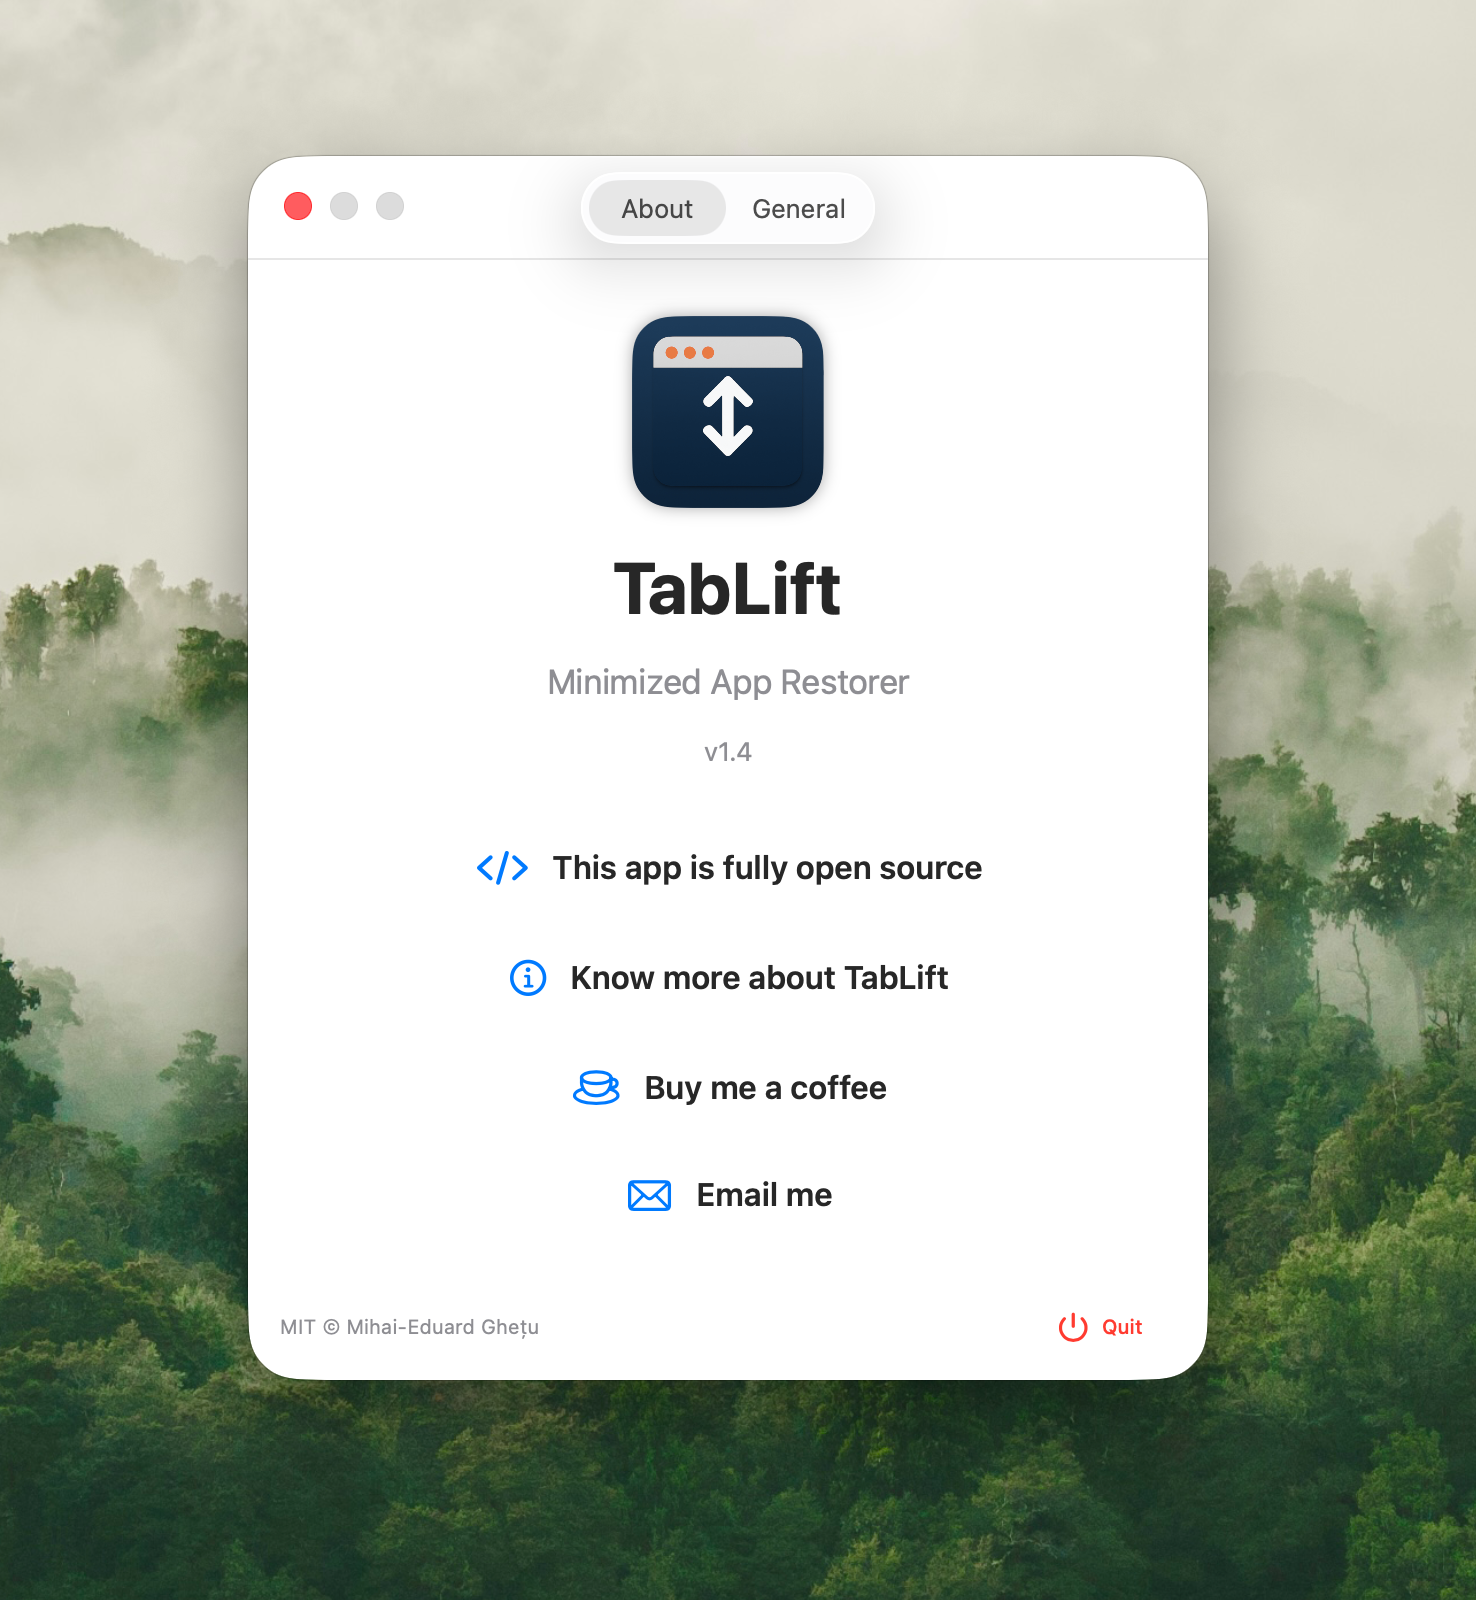 About
General
TabLift
Minimized App Restorer
v1.4
</> This app is fully open source
Know more about TabLift
Buy me a coffee
Email me
MIT © Mihai-Eduard Ghețu
Quit